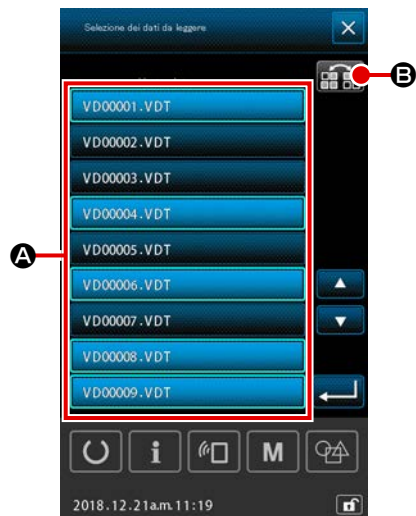 Selezione dei dati da leggere
B
VD00001.VDT
VD00002.VDT
VD00003.VDT
VD00004.VDT
A
VD00005.VDT
VD00006.VDT
VD00007.VDT
VD00008.VDT
VD00009.VDT
i
M
2018.12.21a.m.11:19